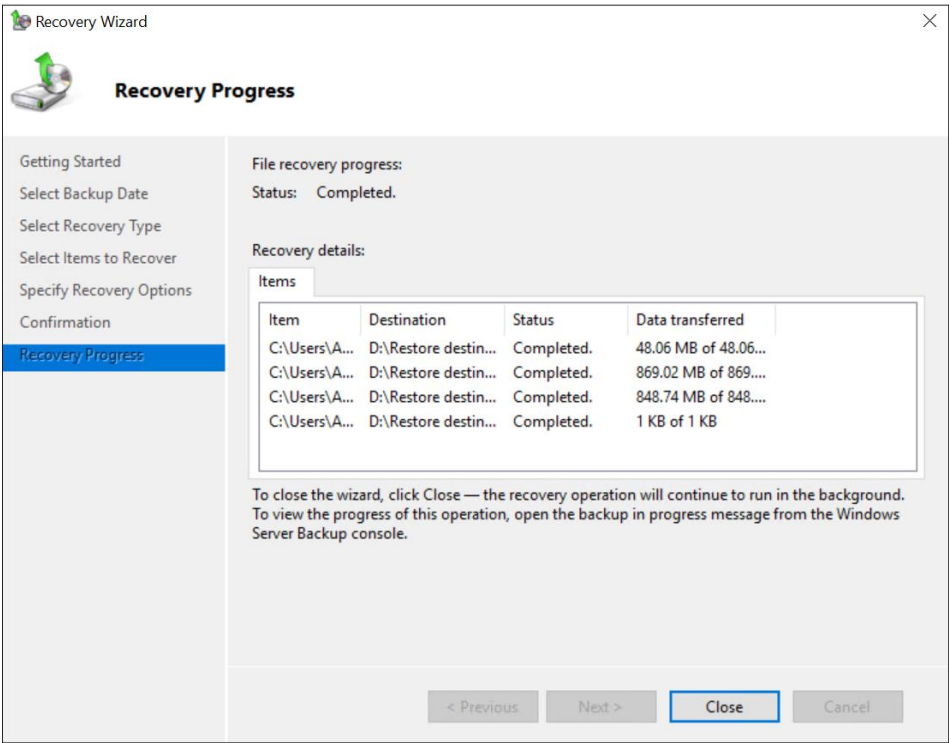 Recovery Wizard
Recovery Progress
Getting Started
Select Backup Date
Select Recovery Type
Select Items to Recover
Specify Recovery Options
Confirmation
Recovery Progress
File recovery progress:
Status: Completed.
Recovery details:
Items
Item Destination Status Data transferred
C:\Users\A... D:\Restore destin... Completed. 48.06 MB of 48.06...
C:\Users\A... D:\Restore destin... Completed. 869.02 MB of 869....
C:\Users\A... D:\Restore destin... Completed. 848.74 MB of 848....
C:\Users\A... D:\Restore destin... Completed. 1 KB of 1 KB
To close the wizard, click Close — the recovery operation will continue to run in the background.
To view the progress of this operation, open the backup in progress message from the Windows
Server Backup console.
< Previous Next > Close Cancel